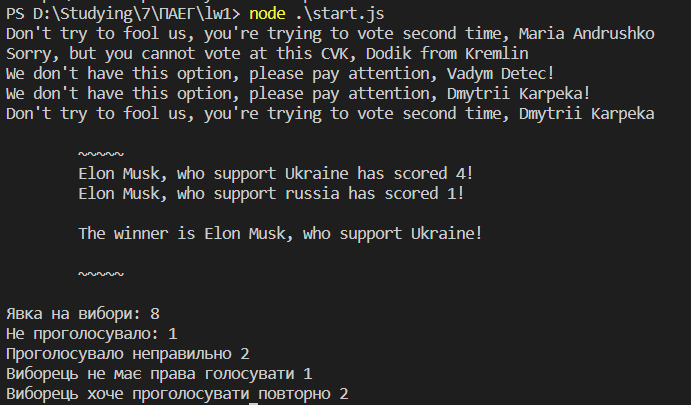 PS D:\Studying\7\ПАЕГ\lw1> node .\start.js
Don't try to fool us, you're trying to vote second time, Maria Andrushko
Sorry, but you cannot vote at this CVK, Dodik from Kremlin
We don't have this option, please pay attention, Vadym Detec!
We don't have this option, please pay attention, Dmytrii Karpeka!
Don't try to fool us, you're trying to vote second time, Dmytrii Karpeka
~~~~~
Elon Musk, who support Ukraine has scored 4!
Elon Musk, who support russia has scored 1!
The winner is Elon Musk, who support Ukraine!
~~~~~
Явка на вибори: 8
Не проголосувало: 1
Проголосувало неправильно 2
Виборець не має права голосувати 1
Виборець хоче проголосувати повторно 2